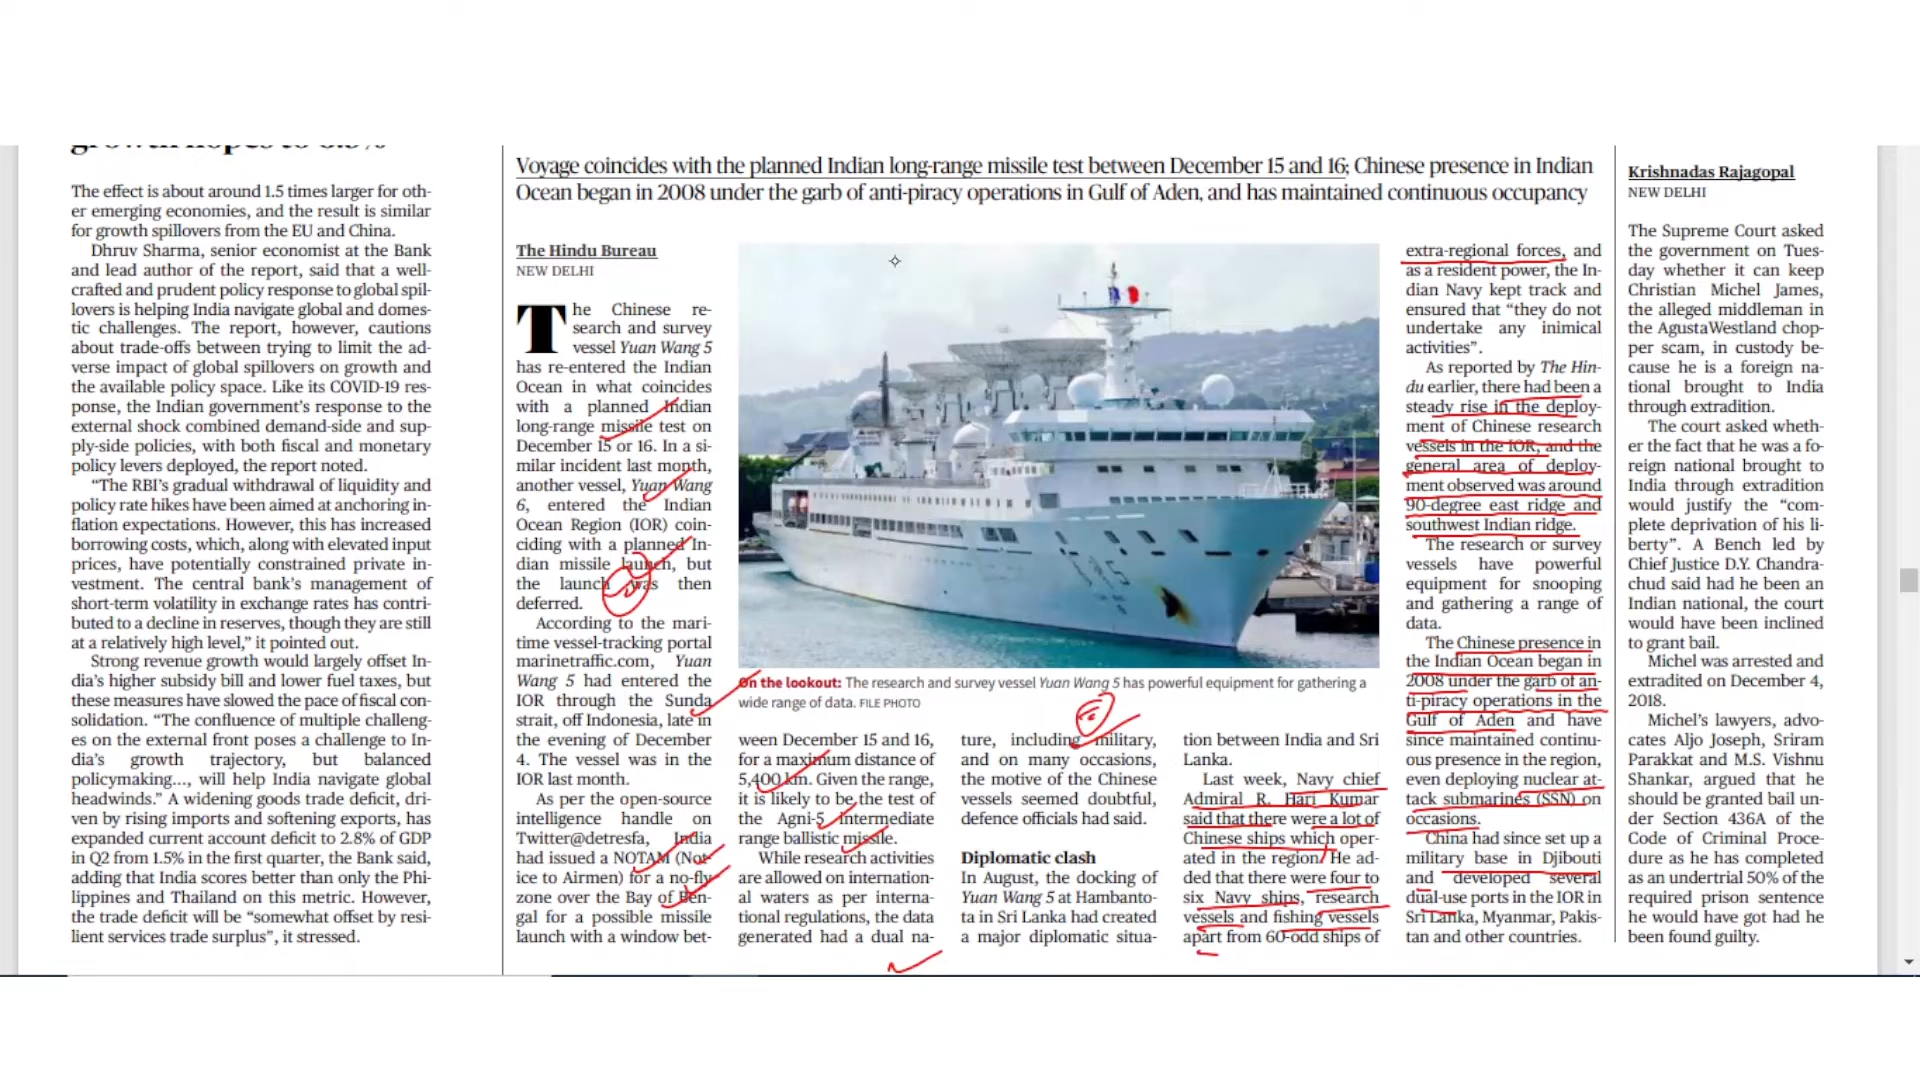 growth hopes to 6.9%
The effect is about around 1.5 times larger for oth-
er emerging economies, and the result is similar
for growth spillovers from the EU and China.
Dhruv Sharma, senior economist at the Bank
and lead author of the report, said that a well-
crafted and prudent policy response to global spil-
lovers is helping India navigate global and domes-
tic challenges. The report, however, cautions
about trade-offs between trying to limit the ad-
verse impact of global spillovers on growth and
the available policy space. Like its COVID-19 res-
ponse, the Indian government's response to the
external shock combined demand-side and sup-
ply-side policies, with both fiscal and monetary
policy levers deployed, the report noted.
"The RBI's gradual withdrawal of liquidity and
policy rate hikes have been aimed at anchoring in-
flation expectations. However, this has increased
borrowing costs, which, along with elevated input
prices, have potentially constrained private in-
vestment. The central bank's management of
short-term volatility in exchange rates has contri-
buted to a decline in reserves, though they are still
at a relatively high level," it pointed out.
Strong revenue growth would largely offset In-
dia's higher subsidy bill and lower fuel taxes, but
these measures have slowed the pace of fiscal con-
solidation. "The confluence of multiple challeng-
es on the external front poses a challenge to In-
dia's growth trajectory, but balanced
policymaking..., will help India navigate global
headwinds." A widening goods trade deficit, dri-
ven by rising imports and softening exports, has
expanded current account deficit to 2.8% of GDP
in Q2 from 1.5% in the first quarter, the Bank said,
adding that India scores better than only the Phi-
lippines and Thailand on this metric. However,
the trade deficit will be "somewhat offset by resi-
lient services trade surplus", it stressed.
Voyage coincides with the planned Indian long-range missile test between December 15 and 16; Chinese presence in Indian
Ocean began in 2008 under the garb of anti-piracy operations in Gulf of Aden, and has maintained continuous occupancy
The Hindu Bureau
NEW DELHI
The Chinese re-
search and survey
vessel Yuan Wang 5
has re-entered the Indian
Ocean in what coincides
with a planned Indian
long-range missile test on
December 15 or 16. In a si-
milar incident last month,
another vessel, Yuan Wang
6, entered the Indian
Ocean Region (IOR) coin-
ciding with a planned In-
dian missile launch, but
the launch was then
deferred.
According to the mari-
time vessel-tracking portal
marinetraffic.com, Yuan
Wang 5 had entered the
IOR through the Sunda
strait, off Indonesia, late in
the evening of December
4. The vessel was in the
IOR last month.
As per the open-source
intelligence handle on
Twitter@detresfa, India
had issued a NOTAM (Not-
ice to Airmen) for a no-fly
zone over the Bay of Ben-
gal for a possible missile
launch with a window bet-
On the lookout: The research and survey vessel Yuan Wang 5 has powerful equipment for gathering a
wide range of data. FILE PHOTO
ween December 15 and 16,
for a maximum distance of
5,400 km. Given the range,
it is likely to be the test of
the Agni-5 intermediate
range ballistic missile.
While research activities
are allowed on internation-
al waters as per interna-
tional regulations, the data
generated had a dual na-
ture, including military,
and on many occasions,
the motive of the Chinese
vessels seemed doubtful,
defence officials had said.
Diplomatic clash
In August, the docking of
Yuan Wang 5 at Hambanto-
ta in Sri Lanka had created
a major diplomatic situa-
tion between India and Sri
Lanka.
Last week, Navy chief
Admiral R. Hari Kumar
said that there were a lot of
Chinese ships which oper-
ated in the region. He ad-
ded that there were four to
six Navy ships, research
vessels and fishing vessels
apart from 60-odd ships of
extra-regional forces, and
as a resident power, the In-
dian Navy kept track and
ensured that "they do not
undertake any inimical
activities".
As reported by The Hin-
du earlier, there had been a
steady rise in the deploy-
ment of Chinese research
vessels in the IOR, and the
general area of deploy-
ment observed was around
90-degree east ridge and
southwest Indian ridge.
The research or survey
vessels have powerful
equipment for snooping
and gathering a range of
data.
The Chinese presence in
the Indian Ocean began in
2008 under the garb of an-
ti-piracy operations in the
Gulf of Aden and have
since maintained continu-
ous presence in the region,
even deploying nuclear at-
tack submarines (SSN) on
occasions.
China had since set up a
military base in Djibouti
and developed several
dual-use ports in the IOR in
Sri Lanka, Myanmar, Pakis-
tan and other countries.
Krishnadas Rajagopal
NEW DELHI
The Supreme Court asked
the government on Tues-
day whether it can keep
Christian Michel James,
the alleged middleman in
the AgustaWestland chop-
per scam, in custody be-
cause he is a foreign na-
tional brought to India
through extradition.
The court asked wheth-
er the fact that he was a fo-
reign national brought to
India through extradition
would justify the "com-
plete deprivation of his li-
berty". A Bench led by
Chief Justice D.Y. Chandra-
chud said had he been an
Indian national, the court
would have been inclined
to grant bail.
Michel was arrested and
extradited on December 4,
2018.
Michel's lawyers, advo-
cates Aljo Joseph, Sriram
Parakkat and M.S. Vishnu
Shankar, argued that he
should be granted bail un-
der Section 436A of the
Code of Criminal Proce-
dure as he has completed
as an undertrial 50% of the
required prison sentence
he would have got had he
been found guilty.